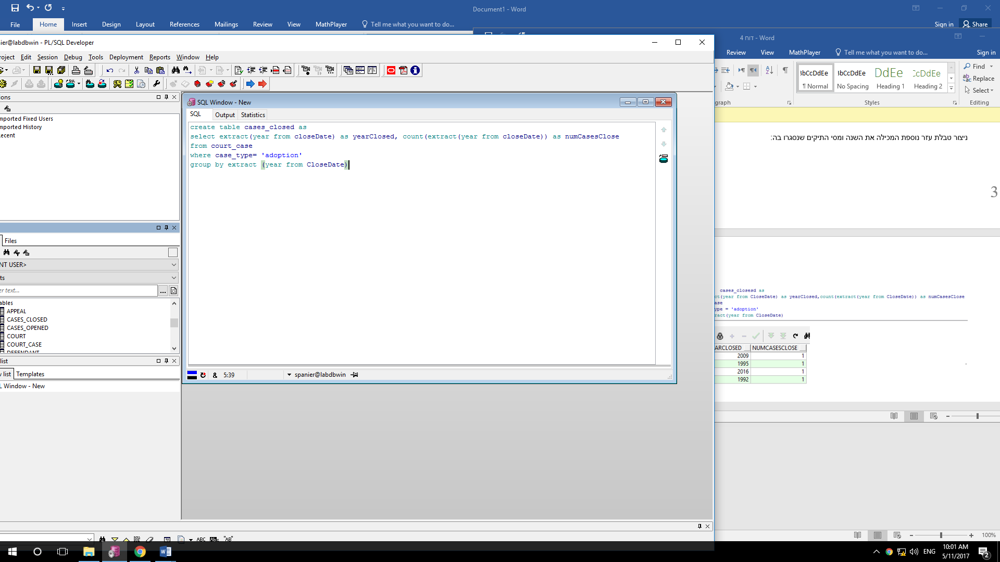 Document1 - Word
File Home Insert Design Layout References Mailings Review View MathPlayer Tell me what you want to do... Sign in Share
ier@labdbwin - PL/SQL Developer
דוח 4 - Word
roject Edit Session Debug Tools Deployment Reports Window Help
Review View MathPlayer Tell me what you want to do... Sign in
bCcDdEe bCcDdEe DdEe CcDdEe
¶ Normal No Spacing Heading 1 Heading 2
Find
Replace
Select
graph Styles Editing
ions
mported Fixed Users
mported History
ecent
SQL Window - New
SQL Output Statistics
create table cases_closed as
select extract(year from closeDate) as yearClosed, count(extract(year from closeDate)) as numCasesClose
from court_case
where case_type= 'adoption'
group by extract (year from CloseDate)
ניצור טבלת עזר נוספת המכילה את השנה ומסי התיקים שנסגרו בה:
3
Files
NT USER>
ts
er text...
ables
APPEAL
CASES_CLOSED
CASES_OPENED
COURT
COURT_CASE
DEFENDANT
cases_closesd as
ct(year from CloseDate) as yearClosed,count(extract(year from CloseDate)) as numCasesClose
ase
ype = 'adoption'
ract(year from CloseDate)
ARCLOSED NUMCASESCLOSE
2009 1
1995 1
2016 1
1992 1
list
v list Templates
L Window - New
& 5:39 spanier@labdbwin
ABC "AB"
100%
ENG
10:01 AM
5/11/2017
2